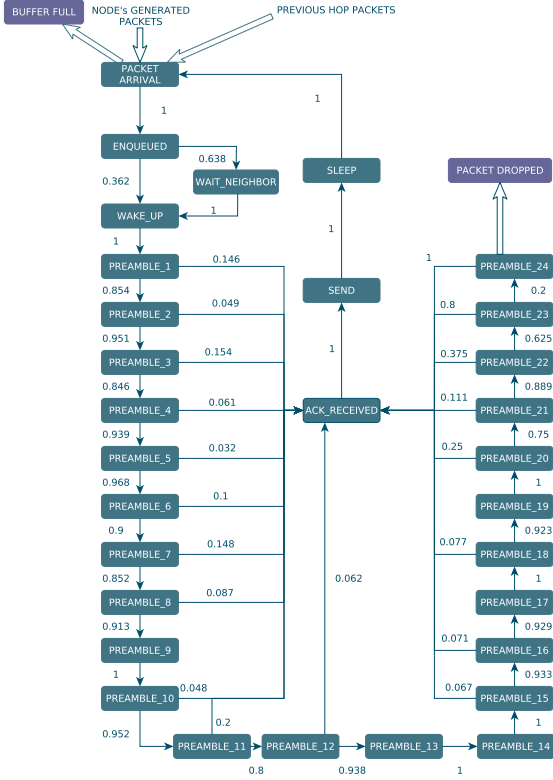 BUFFER FULL
NODE's GENERATED
PACKETS
PREVIOUS HOP PACKETS
PACKET
ARRIVAL
1
1
ENQUEUED
0.638
0.362
WAIT_NEIGHBOR
SLEEP
PACKET DROPPED
1
WAKE_UP
1
1
1
PREAMBLE_1
0.146
PREAMBLE_24
0.854
SEND
0.2
PREAMBLE_2
0.049
0.8
PREAMBLE_23
0.951
1
0.625
PREAMBLE_3
0.154
0.375
PREAMBLE_22
0.846
0.889
PREAMBLE_4
0.061
ACK_RECEIVED
0.111
PREAMBLE_21
0.939
0.75
PREAMBLE_5
0.032
0.25
PREAMBLE_20
0.968
1
PREAMBLE_6
0.1
PREAMBLE_19
0.9
0.923
PREAMBLE_7
0.148
0.077
PREAMBLE_18
0.852
0.062
1
PREAMBLE_8
0.087
PREAMBLE_17
0.913
0.929
PREAMBLE_9
0.071
PREAMBLE_16
1
0.933
PREAMBLE_10
0.048
0.067
PREAMBLE_15
0.952
0.2
1
PREAMBLE_11
PREAMBLE_12
PREAMBLE_13
PREAMBLE_14
0.8
0.938
1